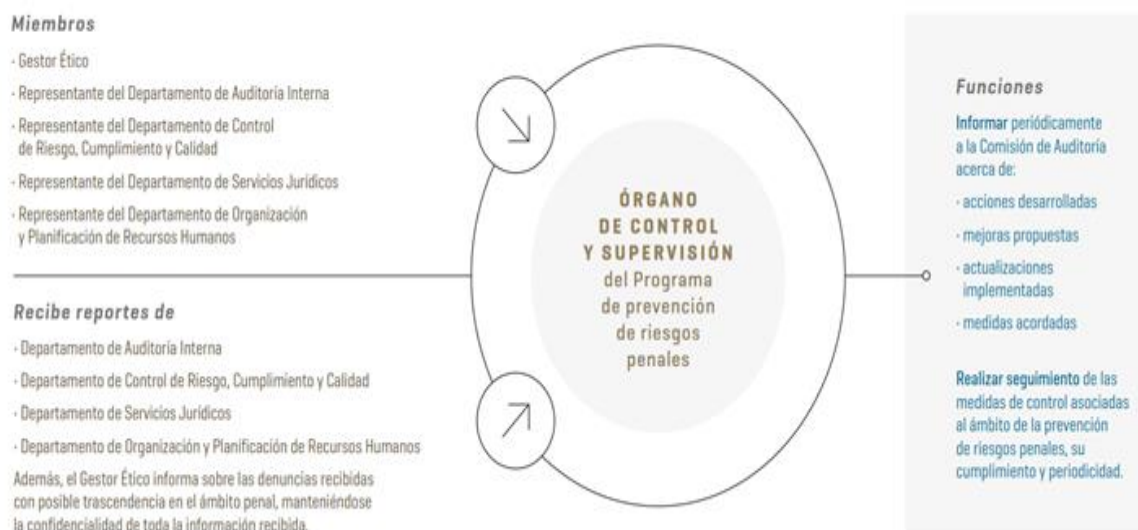 Miembros
· Gestor Ético
· Representante del Departamento de Auditoría Interna
· Representante del Departamento de Control
de Riesgo, Cumplimiento y Calidad
· Representante del Departamento de Servicios Jurídicos
· Representante del Departamento de Organización
y Planificación de Recursos Humanos
Recibe reportes de
· Departamento de Auditoría Interna
· Departamento de Control de Riesgo, Cumplimiento y Calidad
· Departamento de Servicios Jurídicos
· Departamento de Organización y Planificación de Recursos Humanos
Además, el Gestor Ético informa sobre las denuncias recibidas
con posible trascendencia en el ámbito penal, manteniéndose
la confidencialidad de toda la información recibida.
ÓRGANO
DE CONTROL
Y SUPERVISIÓN
del Programa
de prevención
de riesgos
penales
Funciones
Informar periódicamente
a la Comisión de Auditoría
acerca de:
· acciones desarrolladas
· mejoras propuestas
· actualizaciones
implementadas
· medidas acordadas
Realizar seguimiento de las
medidas de control asociadas
al ámbito de la prevención
de riesgos penales, su
cumplimiento y periodicidad.